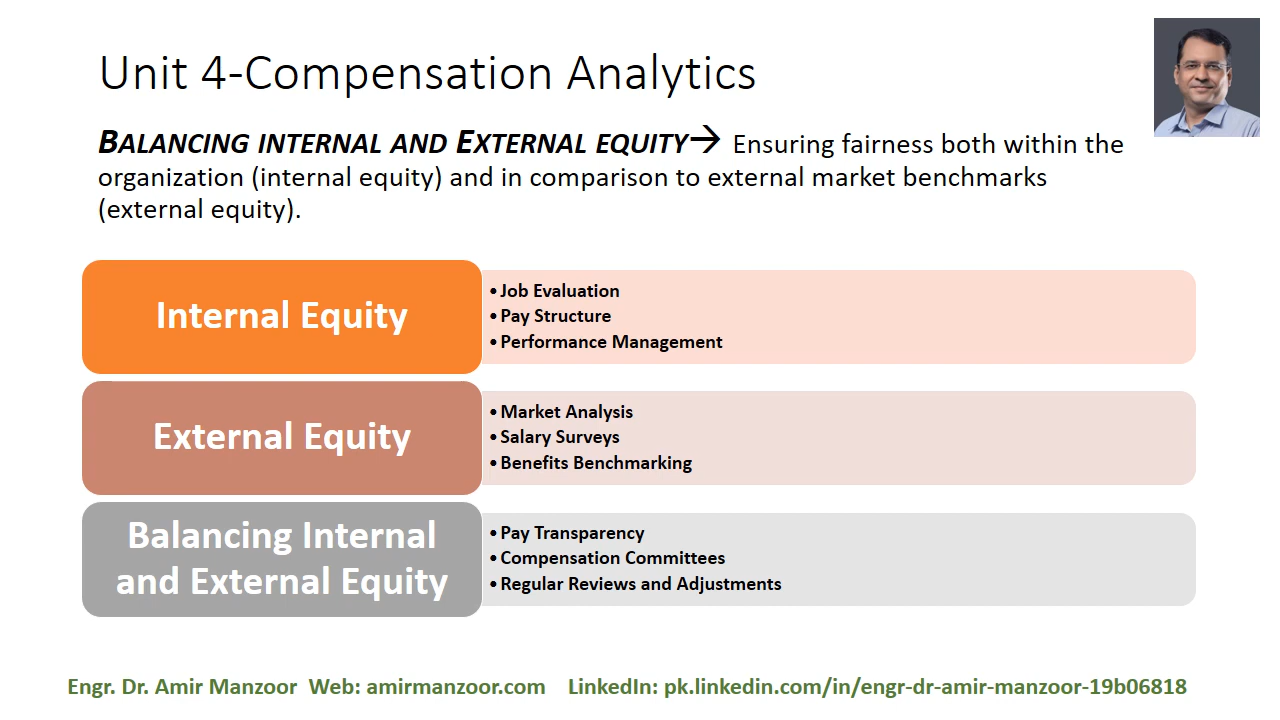 Unit 4-Compensation Analytics
BALANCING INTERNAL AND EXTERNAL EQUITY→ Ensuring fairness both within the
organization (internal equity) and in comparison to external market benchmarks
(external equity).
Internal Equity
•Job Evaluation
•Pay Structure
•Performance Management
External Equity
•Market Analysis
•Salary Surveys
•Benefits Benchmarking
Balancing Internal
and External Equity
•Pay Transparency
•Compensation Committees
•Regular Reviews and Adjustments
Engr. Dr. Amir Manzoor  Web: amirmanzoor.com    LinkedIn: pk.linkedin.com/in/engr-dr-amir-manzoor-19b06818